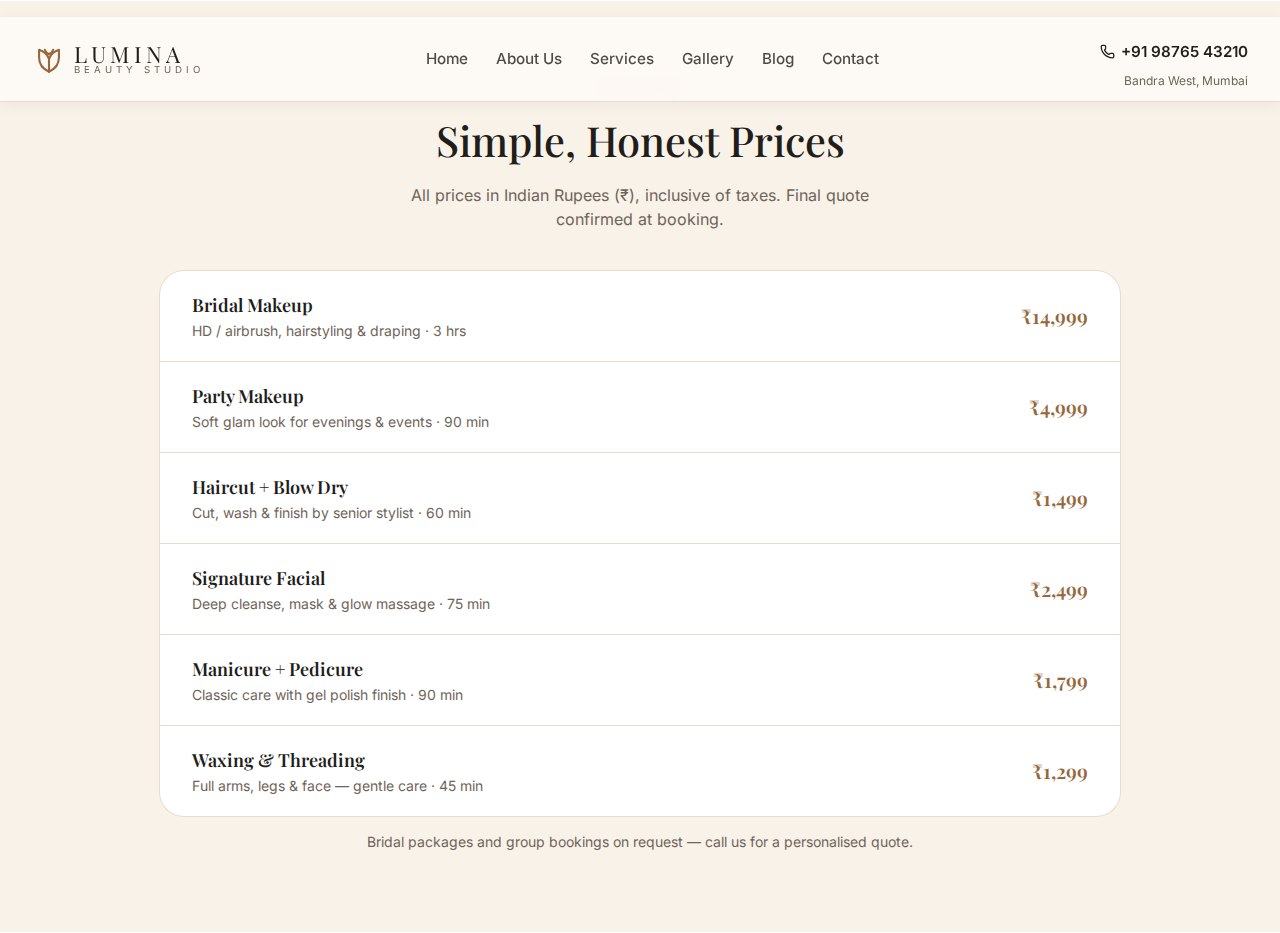 LUMINA
BEAUTY STUDIO
Home About Us Services Gallery Blog Contact
+91 98765 43210
Bandra West, Mumbai
Simple, Honest Prices
All prices in Indian Rupees (₹), inclusive of taxes. Final quote
confirmed at booking.
Bridal Makeup
HD / airbrush, hairstyling & draping · 3 hrs
₹14,999
Party Makeup
Soft glam look for evenings & events · 90 min
₹4,999
Haircut + Blow Dry
Cut, wash & finish by senior stylist · 60 min
₹1,499
Signature Facial
Deep cleanse, mask & glow massage · 75 min
₹2,499
Manicure + Pedicure
Classic care with gel polish finish · 90 min
₹1,799
Waxing & Threading
Full arms, legs & face — gentle care · 45 min
₹1,299
Bridal packages and group bookings on request — call us for a personalised quote.